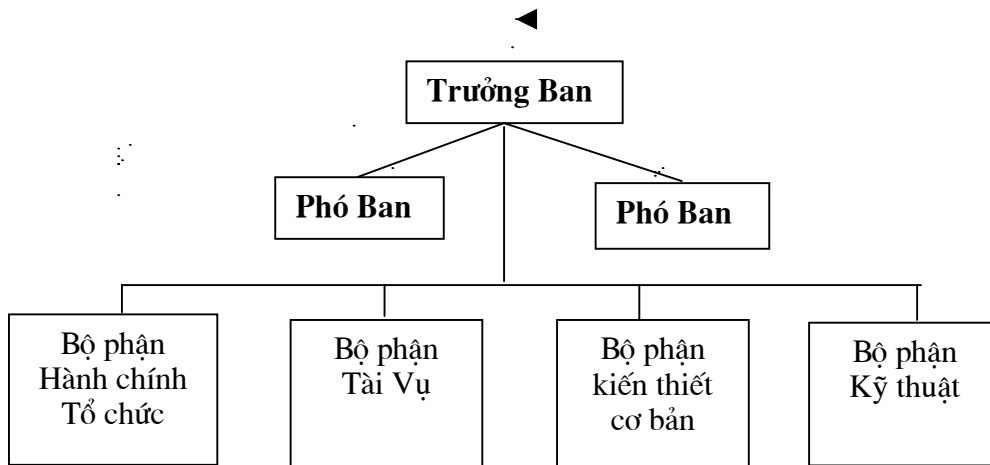 Trưởng Ban
Phó Ban
Phó Ban
Bộ phận
Hành chính
Tổ chức
Bộ phận
Tài Vụ
Bộ phận
kiến thiết
cơ bản
Bộ phận
Kỹ thuật